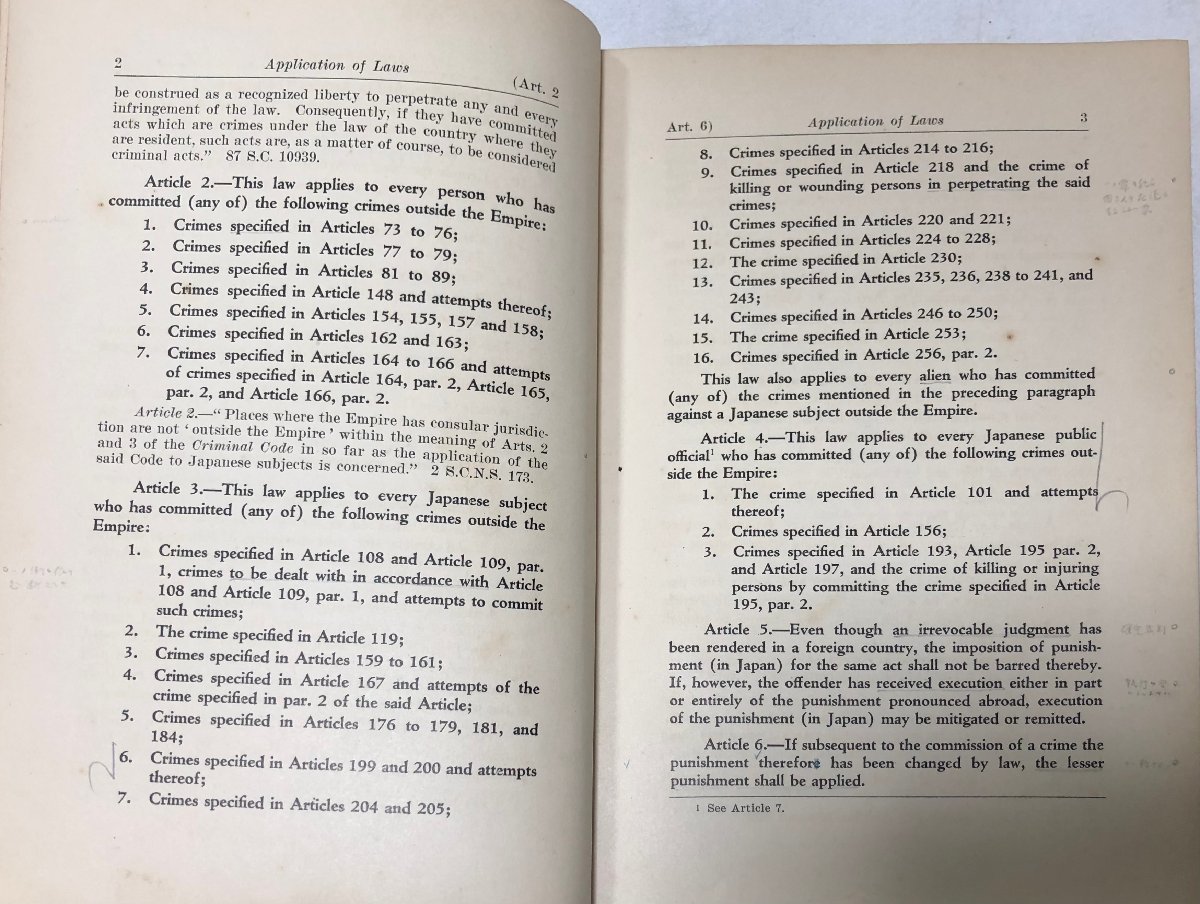 2 Application of Laws (Art. 2
be construed as a recognized liberty to perpetrate any and every
infringement of the law. Consequently, if they have committed
acts which are crimes under the law of the country where they
are resident, such acts are, as a matter of course, to be considered
criminal acts." 87 S.C. 10939.
Article 2.—This law applies to every person who has
committed (any of) the following crimes outside the Empire:
1. Crimes specified in Articles 73 to 76;
2. Crimes specified in Articles 77 to 79;
3. Crimes specified in Articles 81 to 89;
4. Crimes specified in Article 148 and attempts thereof;
5. Crimes specified in Articles 154, 155, 157 and 158;
6. Crimes specified in Articles 162 and 163;
7. Crimes specified in Articles 164 to 166 and attempts
of crimes specified in Article 164, par. 2, Article 165,
par. 2, and Article 166, par. 2.
Article 2.—"Places where the Empire has consular jurisdic-
tion are not 'outside the Empire' within the meaning of Arts. 2
and 3 of the Criminal Code in so far as the application of the
said Code to Japanese subjects is concerned." 2 S.C.N.S. 173.
Article 3.—This law applies to every Japanese subject
who has committed (any of) the following crimes outside the
Empire:
1. Crimes specified in Article 108 and Article 109, par.
1, crimes to be dealt with in accordance with Article
108 and Article 109, par. 1, and attempts to commit
such crimes;
2. The crime specified in Article 119;
3. Crimes specified in Articles 159 to 161;
4. Crimes specified in Article 167 and attempts of the
crime specified in par. 2 of the said Article;
5. Crimes specified in Articles 176 to 179, 181, and
184;
6. Crimes specified in Articles 199 and 200 and attempts
thereof;
7. Crimes specified in Articles 204 and 205;
Art. 6) Application of Laws 3
8. Crimes specified in Articles 214 to 216;
9. Crimes specified in Article 218 and the crime of
killing or wounding persons in perpetrating the said
crimes;
10. Crimes specified in Articles 220 and 221;
11. Crimes specified in Articles 224 to 228;
12. The crime specified in Article 230;
13. Crimes specified in Articles 235, 236, 238 to 241, and
243;
14. Crimes specified in Articles 246 to 250;
15. The crime specified in Article 253;
16. Crimes specified in Article 256, par. 2.
This law also applies to every alien who has committed
(any of) the crimes mentioned in the preceding paragraph
against a Japanese subject outside the Empire.
Article 4.—This law applies to every Japanese public
official¹ who has committed (any of) the following crimes out-
side the Empire:
1. The crime specified in Article 101 and attempts
thereof;
2. Crimes specified in Article 156;
3. Crimes specified in Article 193, Article 195 par. 2,
and Article 197, and the crime of killing or injuring
persons by committing the crime specified in Article
195, par. 2.
Article 5.—Even though an irrevocable judgment has
been rendered in a foreign country, the imposition of punish-
ment (in Japan) for the same act shall not be barred thereby.
If, however, the offender has received execution either in part
or entirely of the punishment pronounced abroad, execution
of the punishment (in Japan) may be mitigated or remitted.
Article 6.—If subsequent to the commission of a crime the
punishment therefore has been changed by law, the lesser
punishment shall be applied.
1 See Article 7.